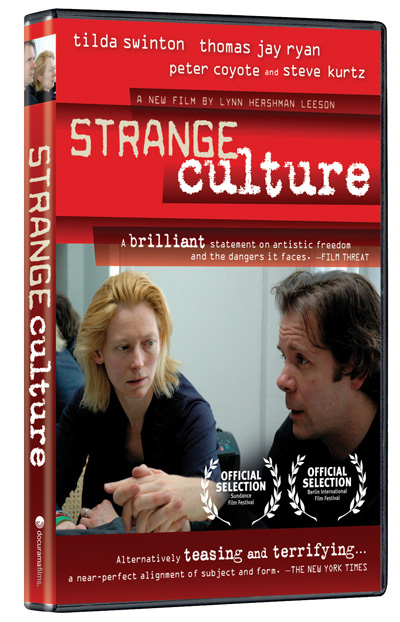 tilda swinton thomas jay ryan
peter coyote and steve kurtz
A NEW FILM BY LYNN HERSHMAN LEESON
STRANGE
culture
A brilliant statement on artistic freedom
and the dangers it faces. —FILM THREAT
OFFICIAL
SELECTION
Sundance
Film Festival
OFFICIAL
SELECTION
Berlin International
Film Festival
Alternatively teasing and terrifying...
a near-perfect alignment of subject and form. —THE NEW YORK TIMES
STRANGE culture
docuramafilms.